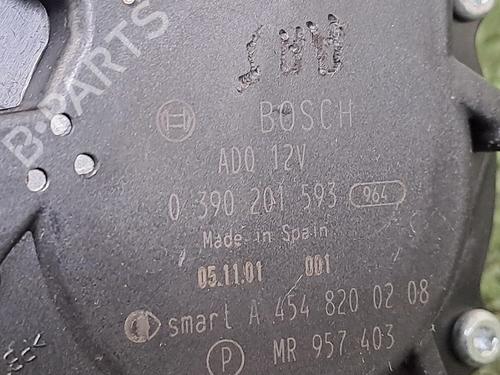 B-PARTS
BOSCH
ADQ 12V
0 390 201 593 964
Made in Spain
05.11.01 001
smart A 454 820 02 08
P MR 957 403